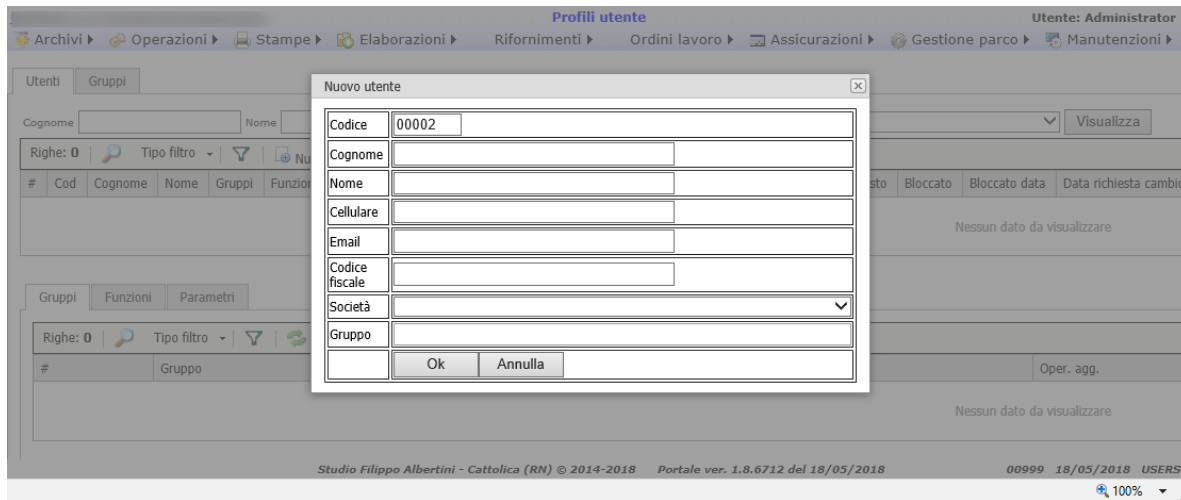 Profili utente Utente: Administrator
Archivi Operazioni Stampe Elaborazioni Rifornimenti Ordini lavoro Assicurazioni Gestione parco Manutenzioni
Utenti Gruppi
Cognome Nome Visualizza
Righe: 0 Tipo filtro Nu
# Cod Cognome Nome Gruppi Funzion sto Bloccato Bloccato data Data richiesta cambio
Nessun dato da visualizzare
Gruppi Funzioni Parametri
Righe: 0 Tipo filtro
# Gruppo Oper. agg.
Nessun dato da visualizzare
Nuovo utente
Codice 00002
Cognome
Nome
Cellulare
Email
Codice
fiscale
Società
Gruppo
Ok Annulla
Studio Filippo Albertini - Cattolica (RN) © 2014-2018 Portale ver. 1.8.6712 del 18/05/2018 00999 18/05/2018 USERS
100%